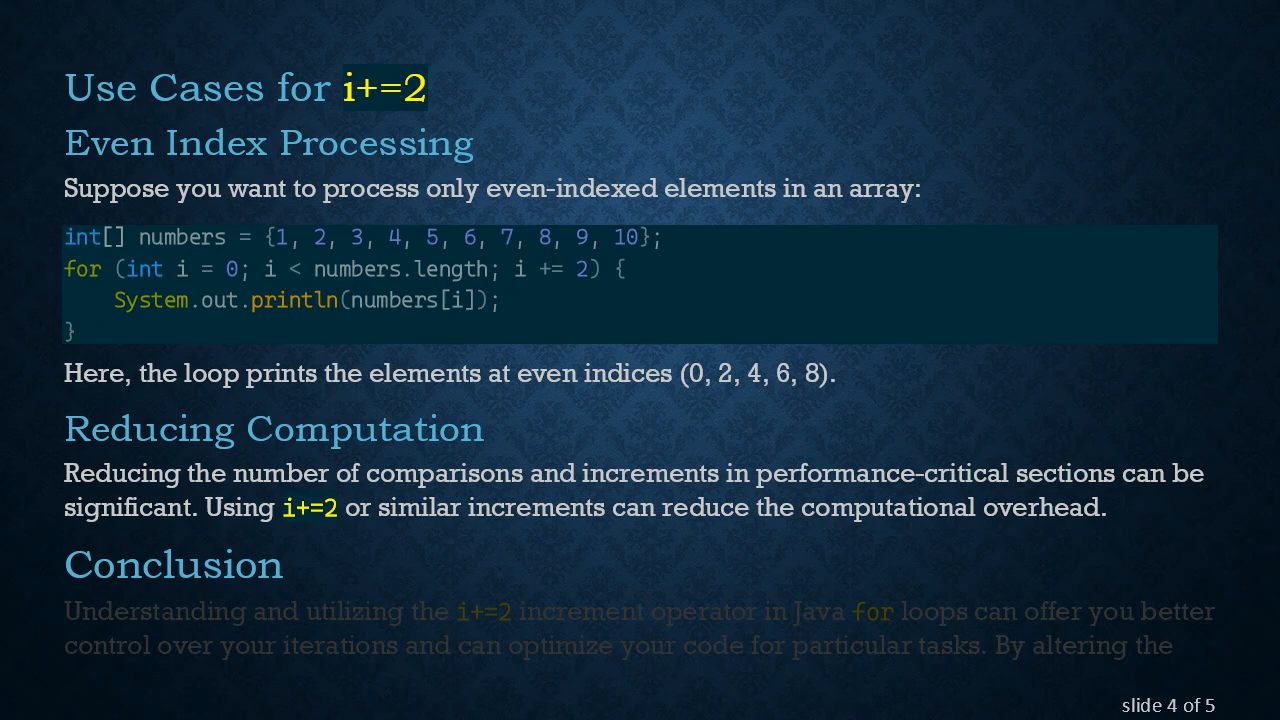 Use Cases for i+=2
Even Index Processing
Suppose you want to process only even-indexed elements in an array:
int[] numbers = {1, 2, 3, 4, 5, 6, 7, 8, 9, 10};
for (int i = 0; i < numbers.length; i += 2) {
    System.out.println(numbers[i]);
}
Here, the loop prints the elements at even indices (0, 2, 4, 6, 8).
Reducing Computation
Reducing the number of comparisons and increments in performance-critical sections can be
significant. Using i+=2 or similar increments can reduce the computational overhead.
Conclusion
Understanding and utilizing the i+=2 increment operator in Java for loops can offer you better
control over your iterations and can optimize your code for particular tasks. By altering the
slide 4 of 5